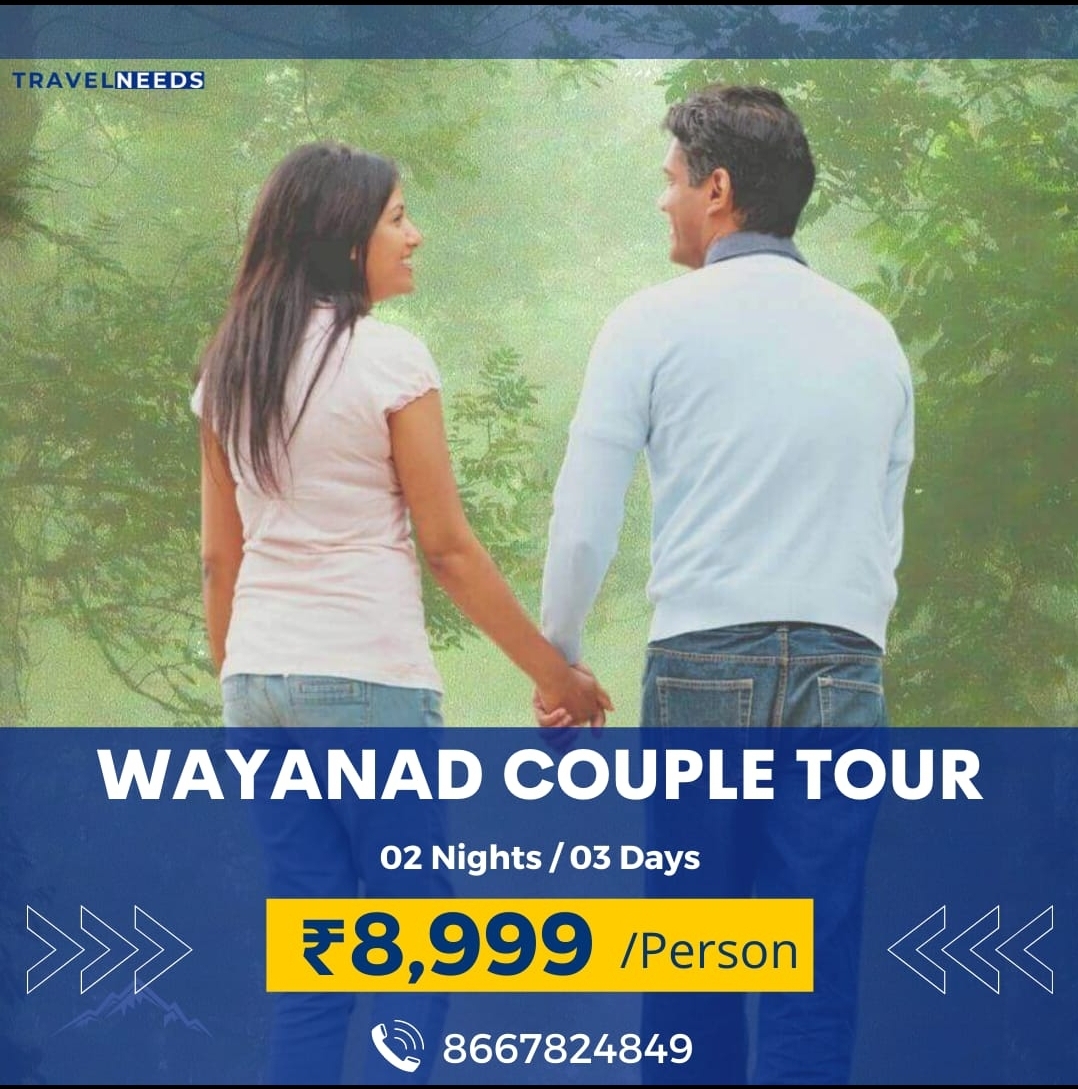 TRAVELNEEDS
WAYANAD COUPLE TOUR
02 Nights / 03 Days
₹8,999 /Person
8667824849